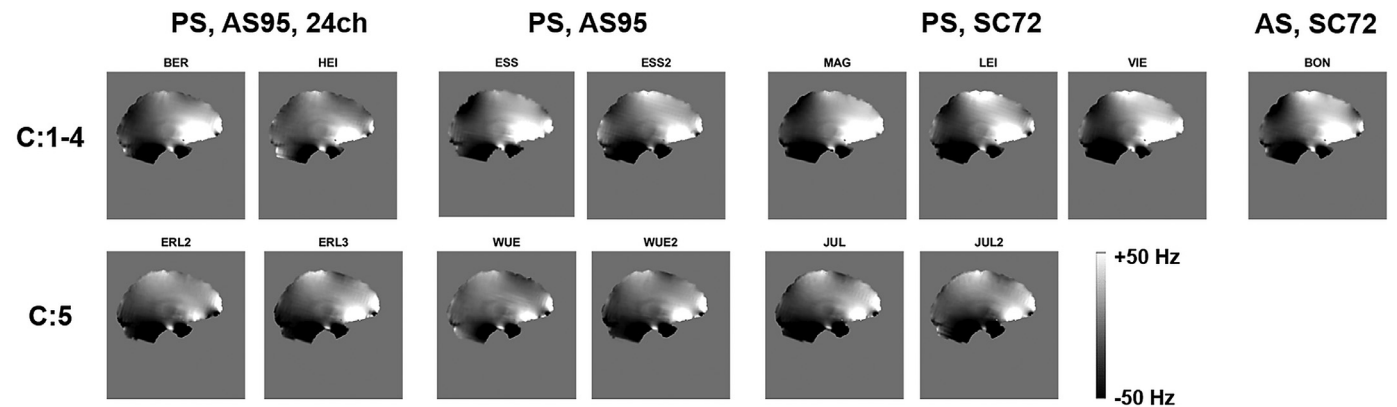 PS, AS95, 24ch
PS, AS95
PS, SC72
AS, SC72
BER
HEI
ESS
ESS2
MAG
LEI
VIE
BON
C:1-4
ERL2
ERL3
WUE
WUE2
JUL
JUL2
+50 Hz
C:5
-50 Hz